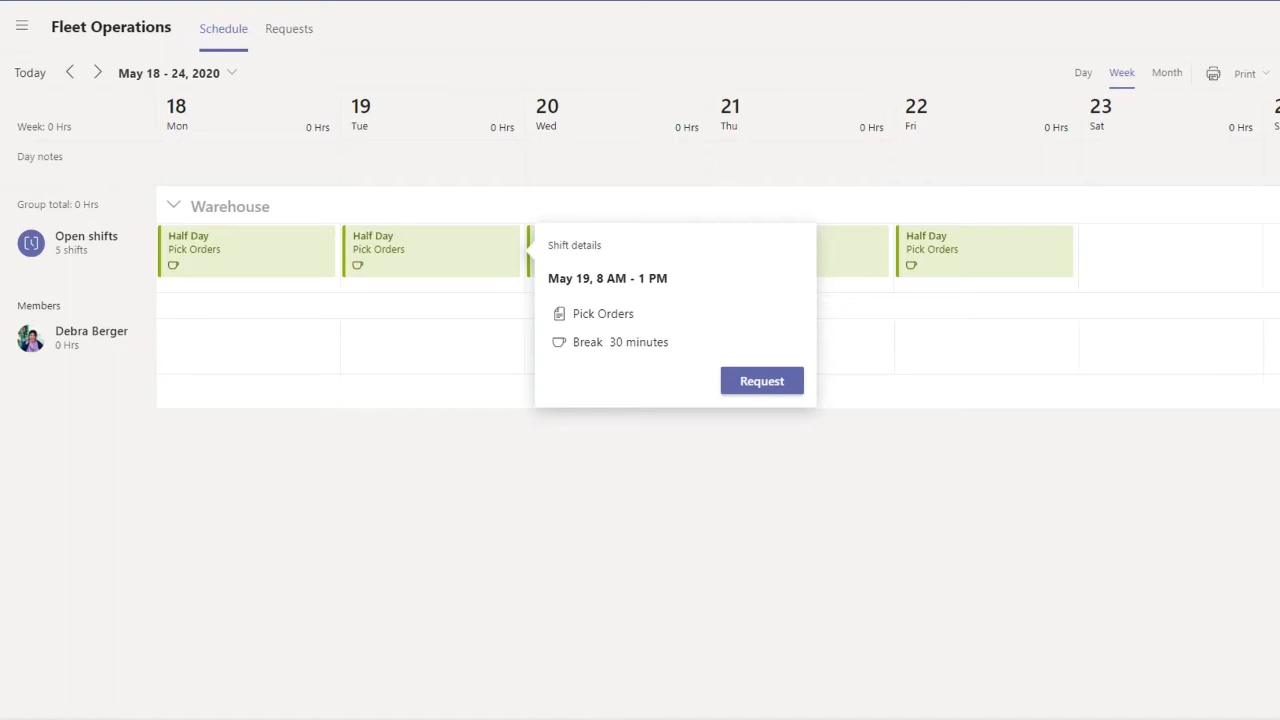 Fleet Operations
Schedule
Requests
Today
May 18 - 24, 2020
Day
Week
Month
Print
Week: 0 Hrs
18
Mon
0 Hrs
19
Tue
0 Hrs
20
Wed
0 Hrs
21
Thu
0 Hrs
22
Fri
0 Hrs
23
Sat
0 Hrs
Day notes
Group total: 0 Hrs
Warehouse
Open shifts
5 shifts
Half Day
Pick Orders
Half Day
Pick Orders
Half Day
Pick Orders
Shift details
May 19, 8 AM - 1 PM
Pick Orders
Break 30 minutes
Request
Members
Debra Berger
0 Hrs